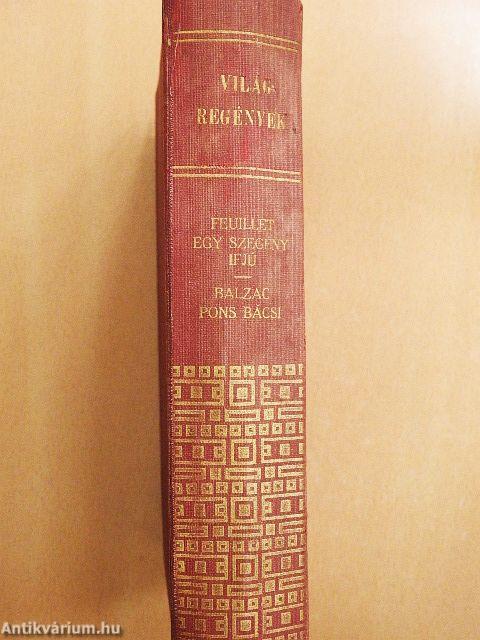 VILÁG-
REGÉNYEK
FEUILLET
EGY SZEGÉNY
IFJÚ
BALZAC
PONS BÁCSI
Antikvárium.hu